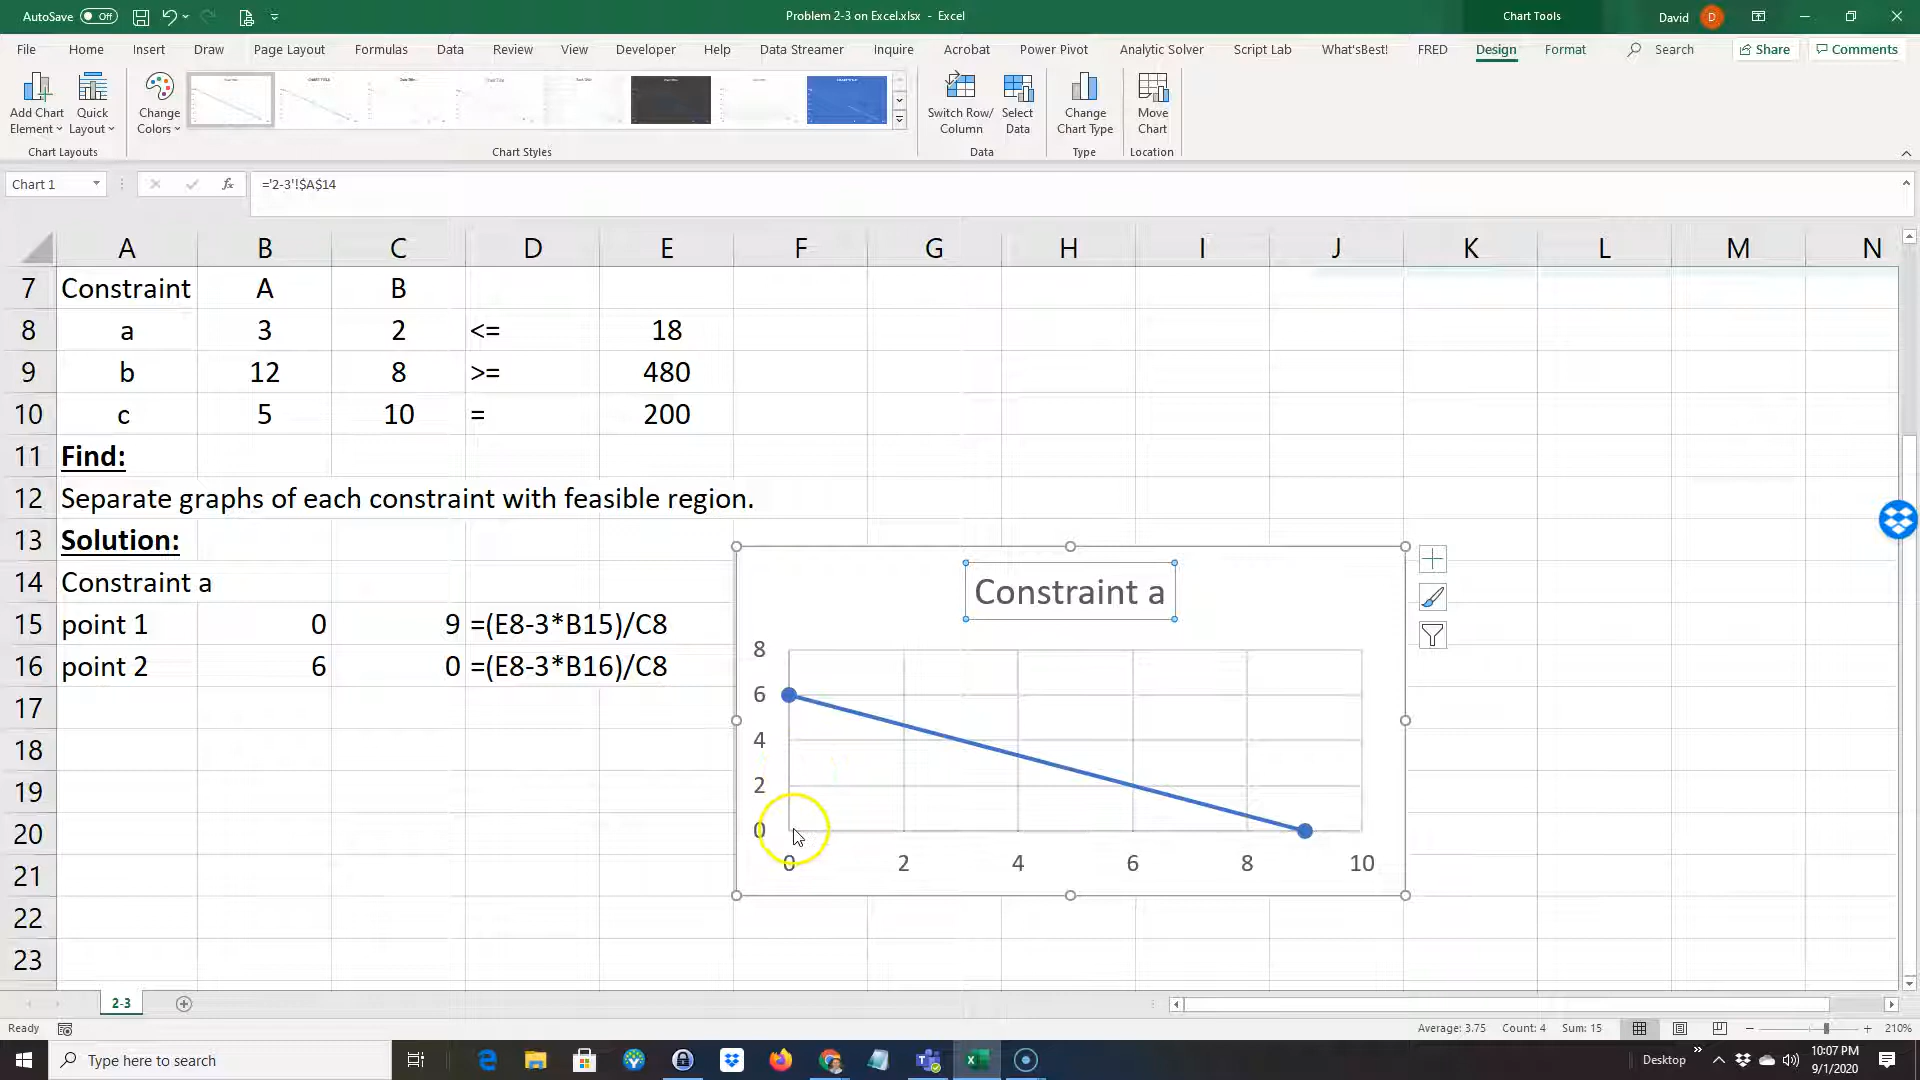 AutoSave Off
Problem 2-3 on Excel.xlsx - Excel
Chart Tools
David D
File Home Insert Draw Page Layout Formulas Data Review View Developer Help Data Streamer Inquire Acrobat Power Pivot Analytic Solver Script Lab What'sBest! FRED Design Format Search Share Comments
Add Chart Element
Quick Layout
Change Colors
Switch Row/ Column
Select Data
Change Chart Type
Move Chart
Chart Layouts
Chart Styles
Data
Type
Location
Chart 1
fx
='2-3'!$A$14
A B C D E F G H I J K L M N
7 Constraint A B
8 a 3 2 <= 18
9 b 12 8 >= 480
10 c 5 10 = 200
11 Find:
12 Separate graphs of each constraint with feasible region.
13 Solution:
14 Constraint a
15 point 1 0 9 =(E8-3*B15)/C8
16 point 2 6 0 =(E8-3*B16)/C8
17
18
19
20
21
22
23
Constraint a
8
6
4
2
0
0 2 4 6 8 10
2-3
Ready
Average: 3.75 Count: 4 Sum: 15
210%
Type here to search
Desktop
10:07 PM
9/1/2020